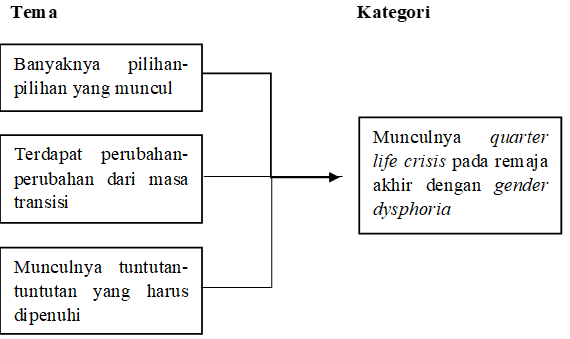 Tema
Kategori
Banyaknya pilihan-
pilihan yang muncul
Terdapat perubahan-
perubahan dari masa
transisi
Munculnya tuntutan-
tuntutan yang harus
dipenuhi
Munculnya quarter
life crisis pada remaja
akhir dengan gender
dysphoria